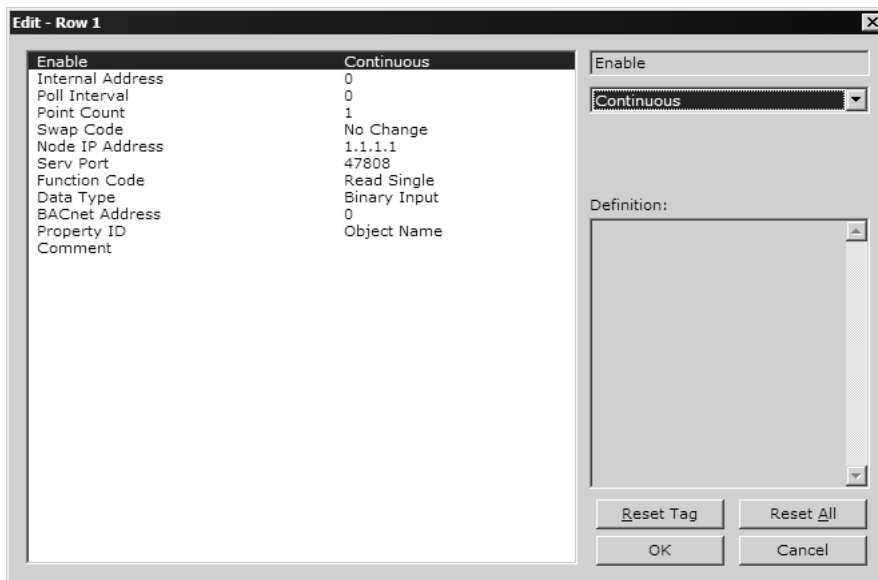 Edit - Row 1
Enable Continuous
Internal Address 0
Poll Interval 0
Point Count 1
Swap Code No Change
Node IP Address 1.1.1.1
Serv Port 47808
Function Code Read Single
Data Type Binary Input
BACnet Address 0
Property ID Object Name
Comment
Enable
Continuous
Definition:
Reset Tag Reset All
OK Cancel